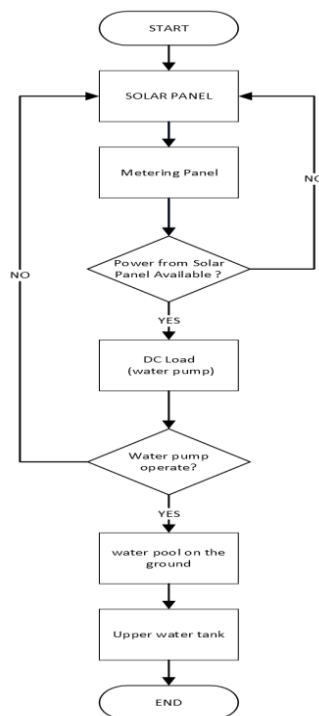 START
SOLAR PANEL
Metering Panel
NO
Power from Solar
Panel Available ?
NO
YES
DC Load
(water pump)
Water pump
operate?
YES
water pool on the
ground
Upper water tank
END